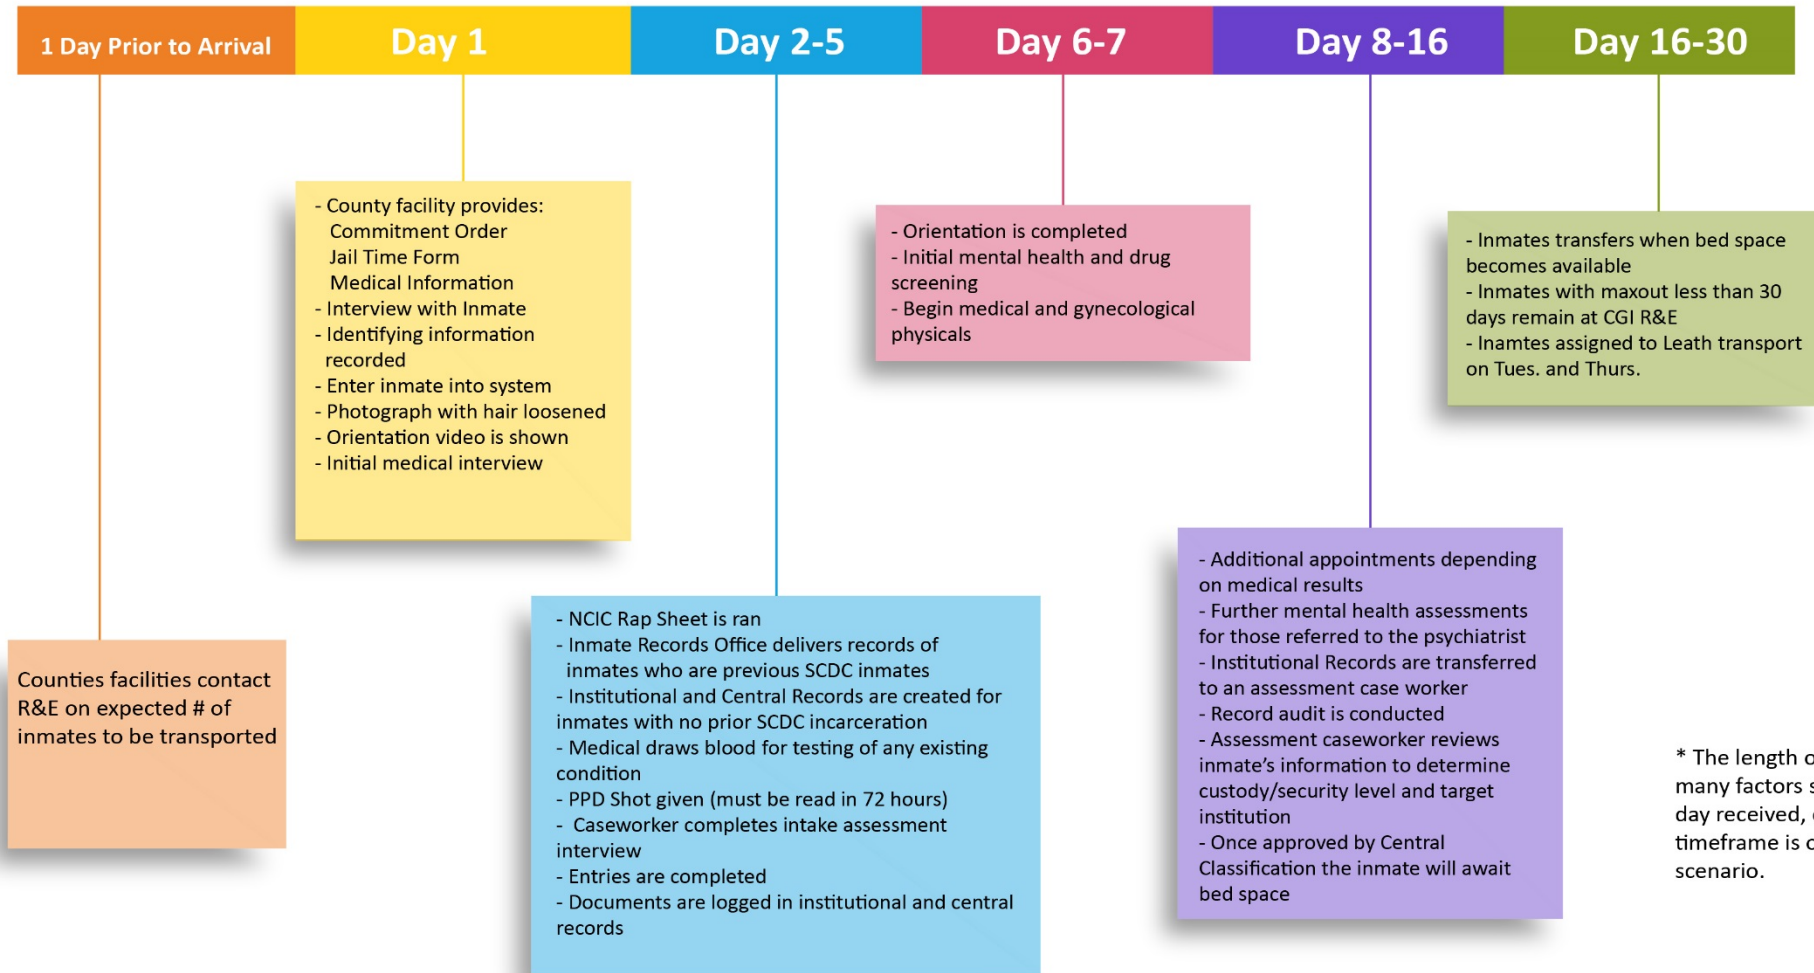 1 Day Prior to Arrival
Day 1
Day 2-5
Day 6-7
Day 8-16
Day 16-30
Counties facilities contact
R&E on expected # of
inmates to be transported
- County facility provides:
Commitment Order
Jail Time Form
Medical Information
- Interview with Inmate
- Identifying information
recorded
- Enter inmate into system
- Photograph with hair loosened
- Orientation video is shown
- Initial medical interview
- NCIC Rap Sheet is ran
- Inmate Records Office delivers records of
inmates who are previous SCDC inmates
- Institutional and Central Records are created for
inmates with no prior SCDC incarceration
- Medical draws blood for testing of any existing
condition
- PPD Shot given (must be read in 72 hours)
- Caseworker completes intake assessment
interview
- Entries are completed
- Documents are logged in institutional and central
records
- Orientation is completed
- Initial mental health and drug
screening
- Begin medical and gynecological
physicals
- Additional appointments depending
on medical results
- Further mental health assessments
for those referred to the psychiatrist
- Institutional Records are transferred
to an assessment case worker
- Record audit is conducted
- Assessment caseworker reviews
inmate's information to determine
custody/security level and target
institution
- Once approved by Central
Classification the inmate will await
bed space
- Inmates transfers when bed space
becomes available
- Inmates with maxout less than 30
days remain at CGI R&E
- Inamtes assigned to Leath transport
on Tues. and Thurs.
* The length
many factors
day received,
timeframe is
scenario.